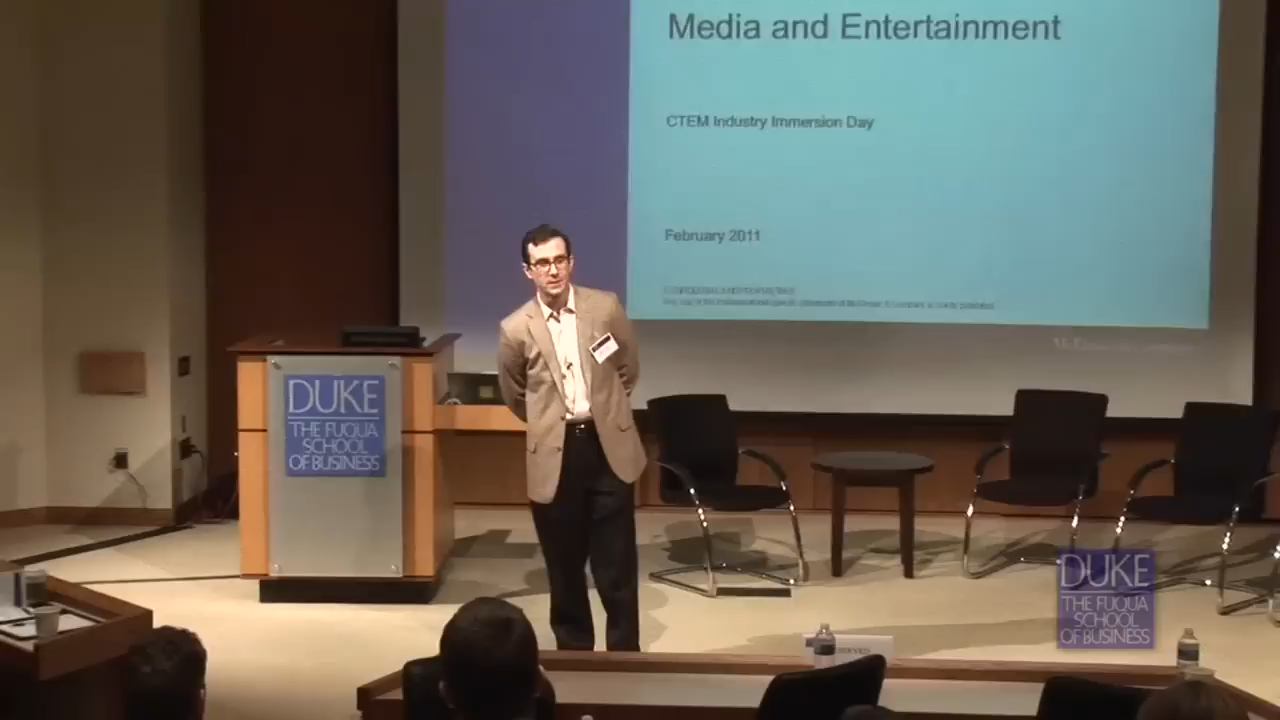 Media and Entertainment
CTEM Industry Immersion Day
February 2011
DUKE
THE FUQUA
SCHOOL
OF BUSINESS
DUKE
THE FUQUA
SCHOOL
OF BUSINESS